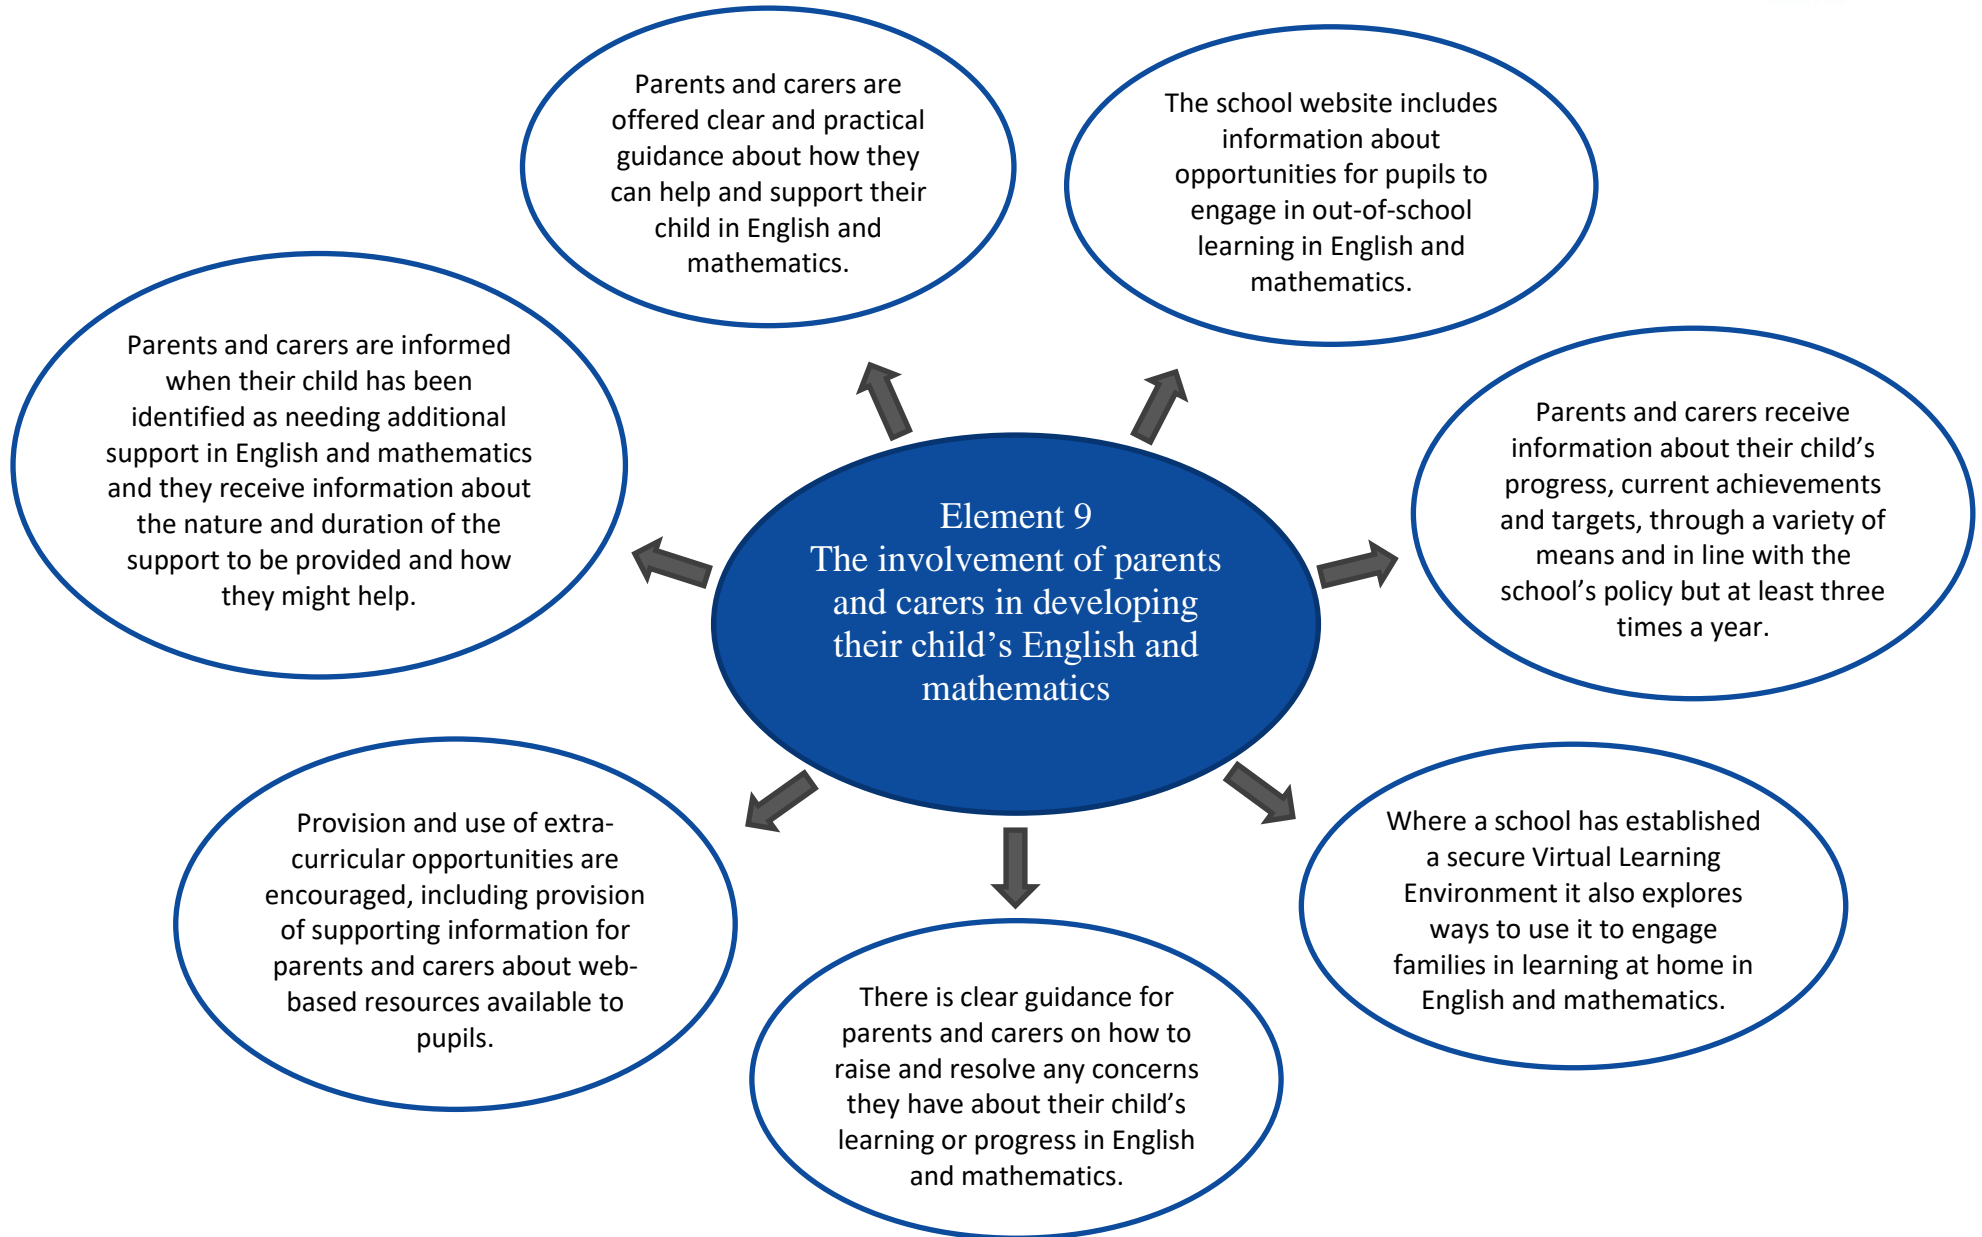 Parents and carers are
offered clear and practical
guidance about how they
can help and support their
child in English and
mathematics.
The school website includes
information about
opportunities for pupils to
engage in out-of-school
learning in English and
mathematics.
Parents and carers are informed
when their child has been
identified as needing additional
support in English and mathematics
and they receive information about
the nature and duration of the
support to be provided and how
they might help.
Parents and carers receive
information about their child’s
progress, current achievements
and targets, through a variety of
means and in line with the
school’s policy but at least three
times a year.
Element 9
The involvement of parents
and carers in developing
their child’s English and
mathematics
Provision and use of extra-
curricular opportunities are
encouraged, including provision
of supporting information for
parents and carers about web-
based resources available to
pupils.
There is clear guidance for
parents and carers on how to
raise and resolve any concerns
they have about their child’s
learning or progress in English
and mathematics.
Where a school has established
a secure Virtual Learning
Environment it also explores
ways to use it to engage
families in learning at home in
English and mathematics.